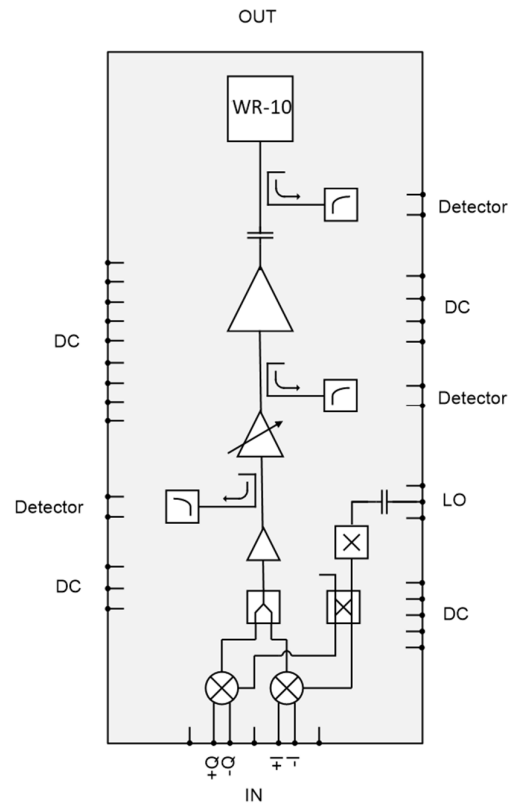 OUT
WR-10
Detector
DC
DC
Detector
Detector
LO
DC
DC
+Q
-Q
+I
-I
IN